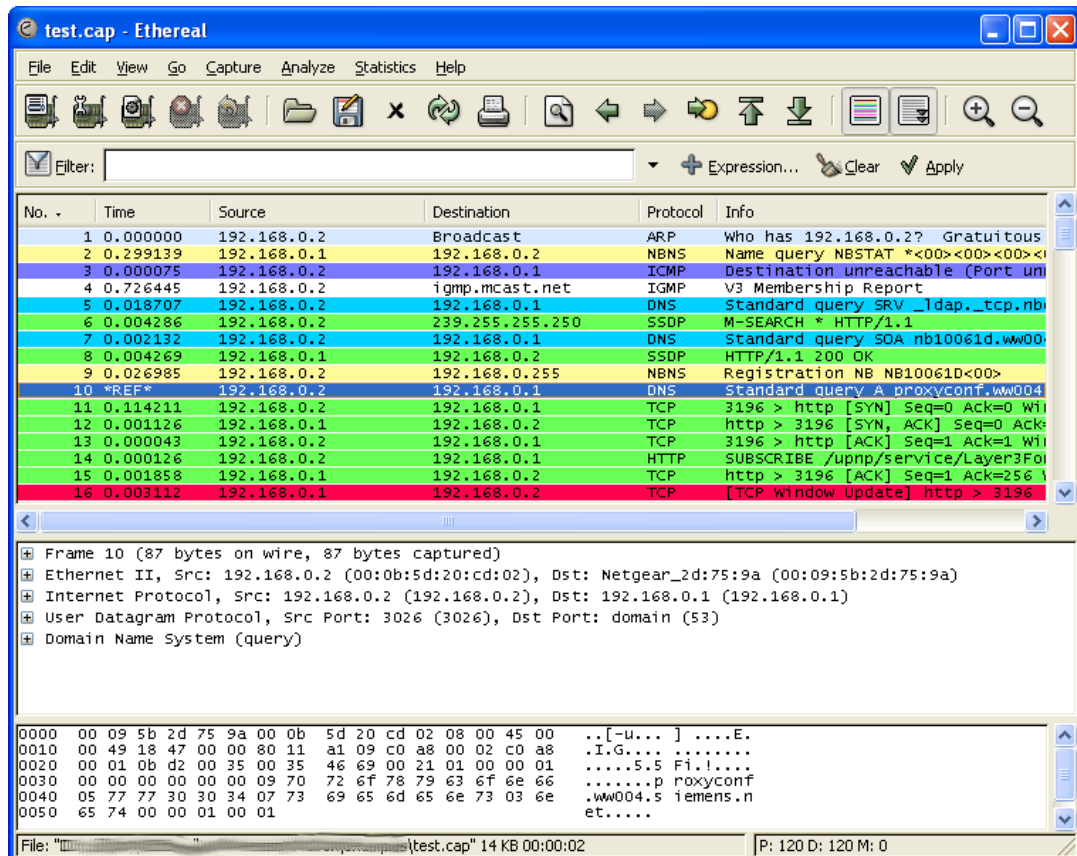 test.cap - Ethereal
File Edit View Go Capture Analyze Statistics Help
Filter: Expression... Clear Apply
No. Time Source Destination Protocol Info
1 0.000000 192.168.0.2 Broadcast ARP Who has 192.168.0.2? Gratuitous
2 0.299139 192.168.0.1 192.168.0.2 NBNS Name query NBSTAT *<00><00><00><
3 0.000075 192.168.0.2 192.168.0.1 ICMP Destination unreachable (Port un
4 0.726445 192.168.0.2 igmp.mcast.net IGMP V3 Membership Report
5 0.018707 192.168.0.2 192.168.0.1 DNS Standard query SRV _ldap._tcp.nb
6 0.004286 192.168.0.2 239.255.255.250 SSDP M-SEARCH * HTTP/1.1
7 0.002132 192.168.0.2 192.168.0.1 DNS Standard query SOA nb10061d.ww00
8 0.004269 192.168.0.1 192.168.0.2 SSDP HTTP/1.1 200 OK
9 0.026985 192.168.0.2 192.168.0.255 NBNS Registration NB NB10061D<00>
10 *REF* 192.168.0.2 192.168.0.1 DNS Standard query A proxyconf.ww004
11 0.114211 192.168.0.2 192.168.0.1 TCP 3196 > http [SYN] Seq=0 Ack=0 Wi
12 0.001126 192.168.0.1 192.168.0.2 TCP http > 3196 [SYN, ACK] Seq=0 Ack
13 0.000043 192.168.0.2 192.168.0.1 TCP 3196 > http [ACK] Seq=1 Ack=1 Wi
14 0.000126 192.168.0.2 192.168.0.1 HTTP SUBSCRIBE /upnp/service/Layer3Fo
15 0.001858 192.168.0.1 192.168.0.2 TCP http > 3196 [ACK] Seq=1 Ack=256
16 0.003112 192.168.0.1 192.168.0.2 TCP [TCP Window Update] http > 3196
Frame 10 (87 bytes on wire, 87 bytes captured)
Ethernet II, Src: 192.168.0.2 (00:0b:5d:20:cd:02), Dst: Netgear_2d:75:9a (00:09:5b:2d:75:9a)
Internet Protocol, Src: 192.168.0.2 (192.168.0.2), Dst: 192.168.0.1 (192.168.0.1)
User Datagram Protocol, Src Port: 3026 (3026), Dst Port: domain (53)
Domain Name System (query)
0000 00 09 5b 2d 75 9a 00 0b 5d 20 cd 02 08 00 45 00 ..[-u... ] ....E.
0010 00 49 18 47 00 00 80 11 a1 09 c0 a8 00 02 c0 a8 .I.G.... ........
0020 00 01 0b d2 00 35 00 35 46 69 00 21 01 00 00 01 .....5.5 Fi.!....
0030 00 00 00 00 00 00 09 70 72 6f 78 79 63 6f 6e 66 .......p roxyconf
0040 05 77 77 30 30 34 07 73 69 65 6d 65 6e 73 03 6e .ww004.s iemens.n
0050 65 74 00 00 01 00 01 et.....
File: " \test.cap" 14 KB 00:00:02 P: 120 D: 120 M: 0